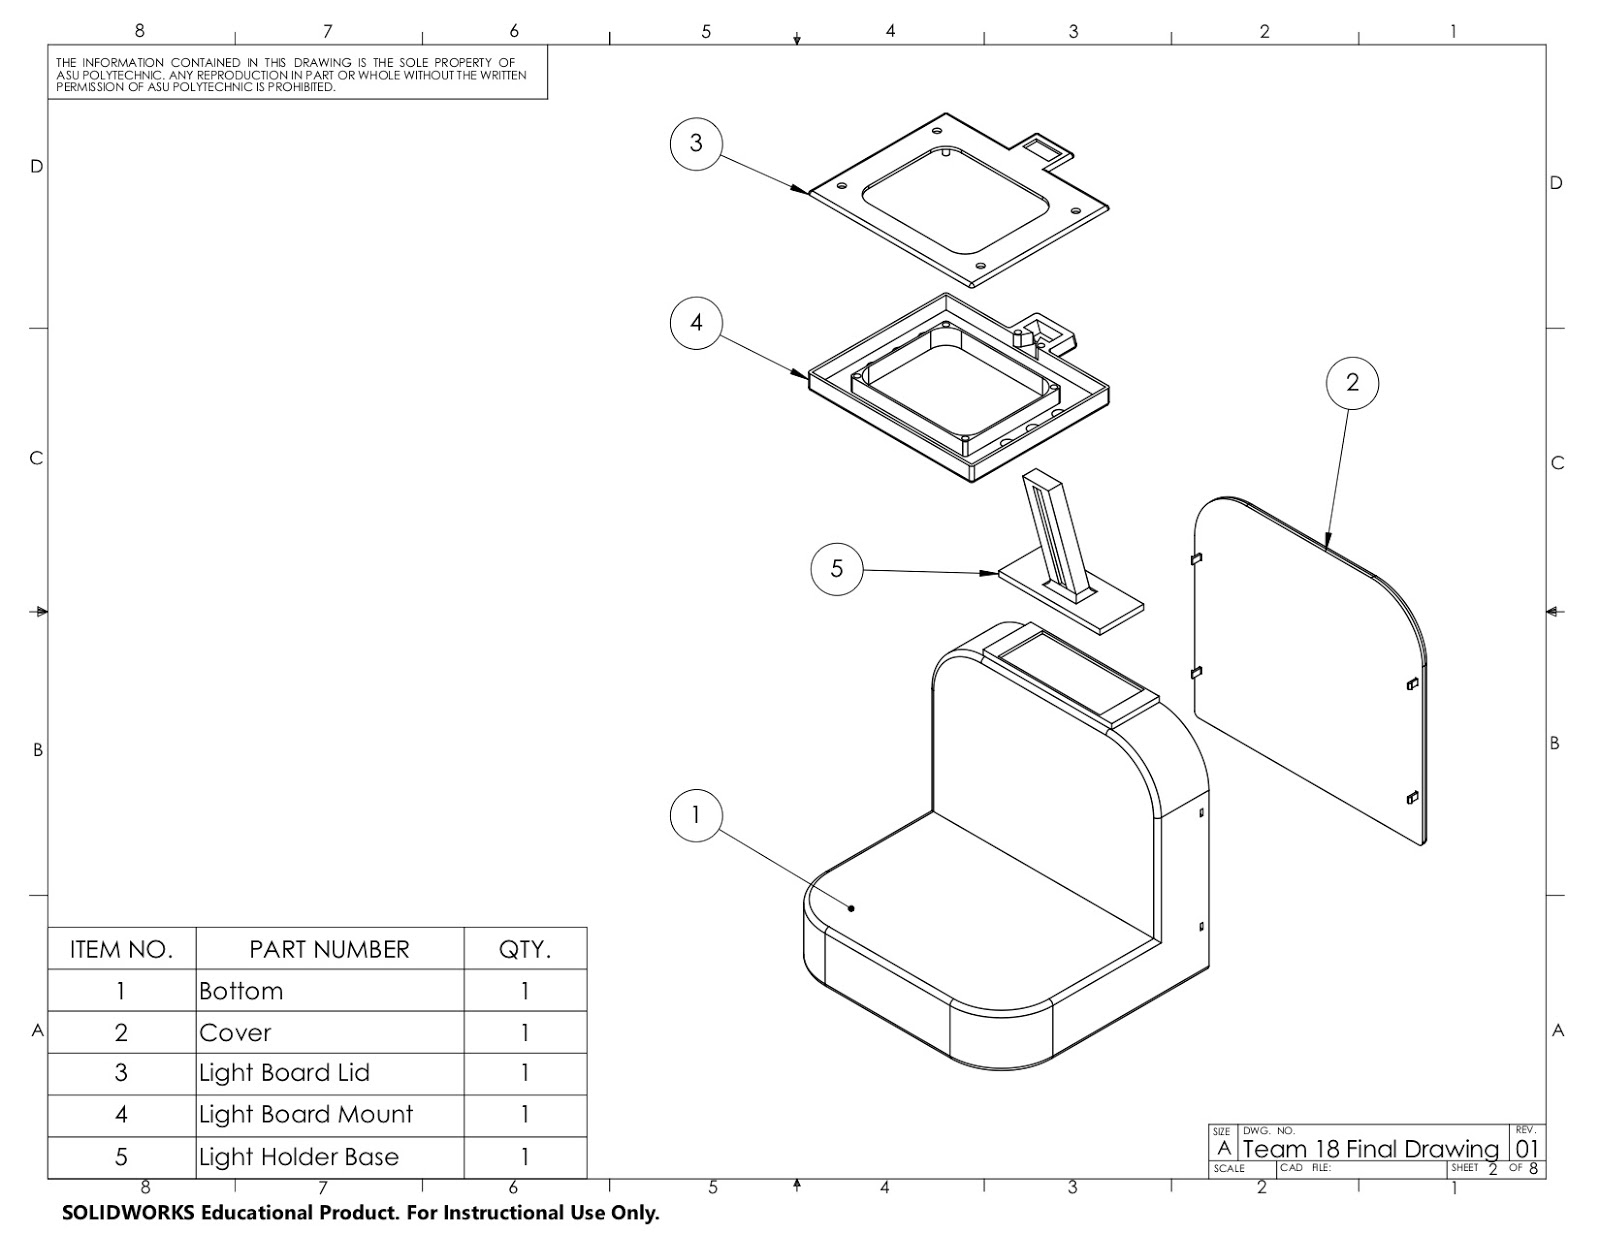 8 7 6 5 4 3 2 1
THE INFORMATION CONTAINED IN THIS DRAWING IS THE SOLE PROPERTY OF
ASU POLYTECHNIC. ANY REPRODUCTION IN PART OR WHOLE WITHOUT THE WRITTEN
PERMISSION OF ASU POLYTECHNIC IS PROHIBITED.
3
D D
4
2
C C
5
B B
1
ITEM NO. PART NUMBER QTY.
1 Bottom 1
2 Cover 1
A A
3 Light Board Lid 1
4 Light Board Mount 1
5 Light Holder Base 1
SIZE DWG. NO. REV.
A Team 18 Final Drawing 01
SCALE CAD FILE: SHEET 2 OF 8
8 7 6 5 4 3 2 1
SOLIDWORKS Educational Product. For Instructional Use Only.